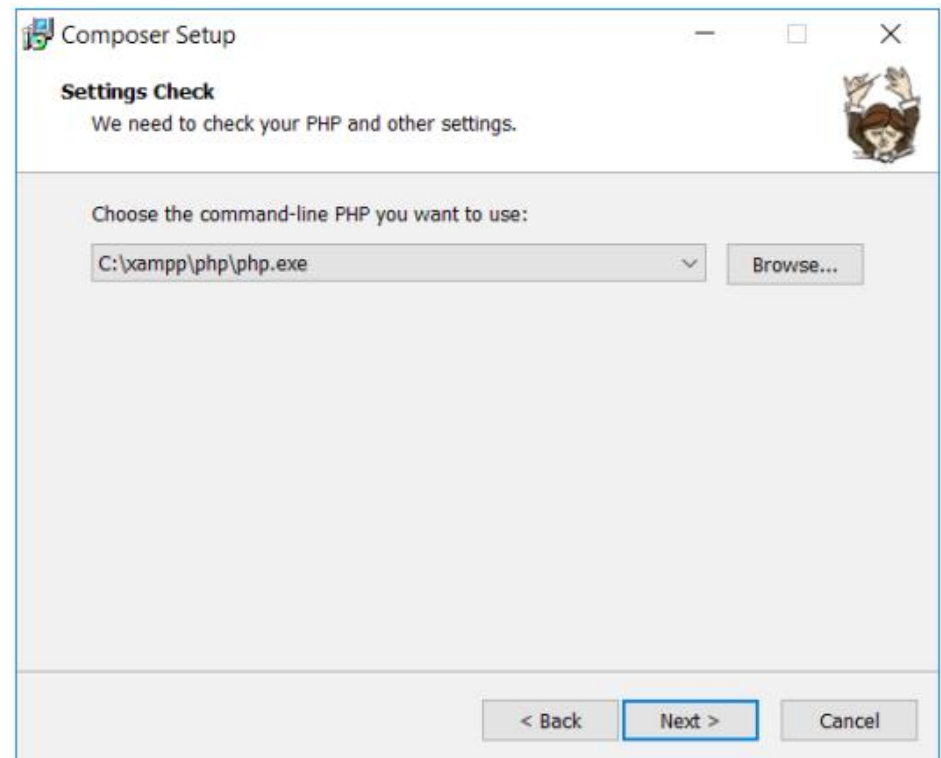 Composer Setup
Settings Check
We need to check your PHP and other settings.
Choose the command-line PHP you want to use:
C:\xampp\php\php.exe
Browse...
< Back
Next >
Cancel